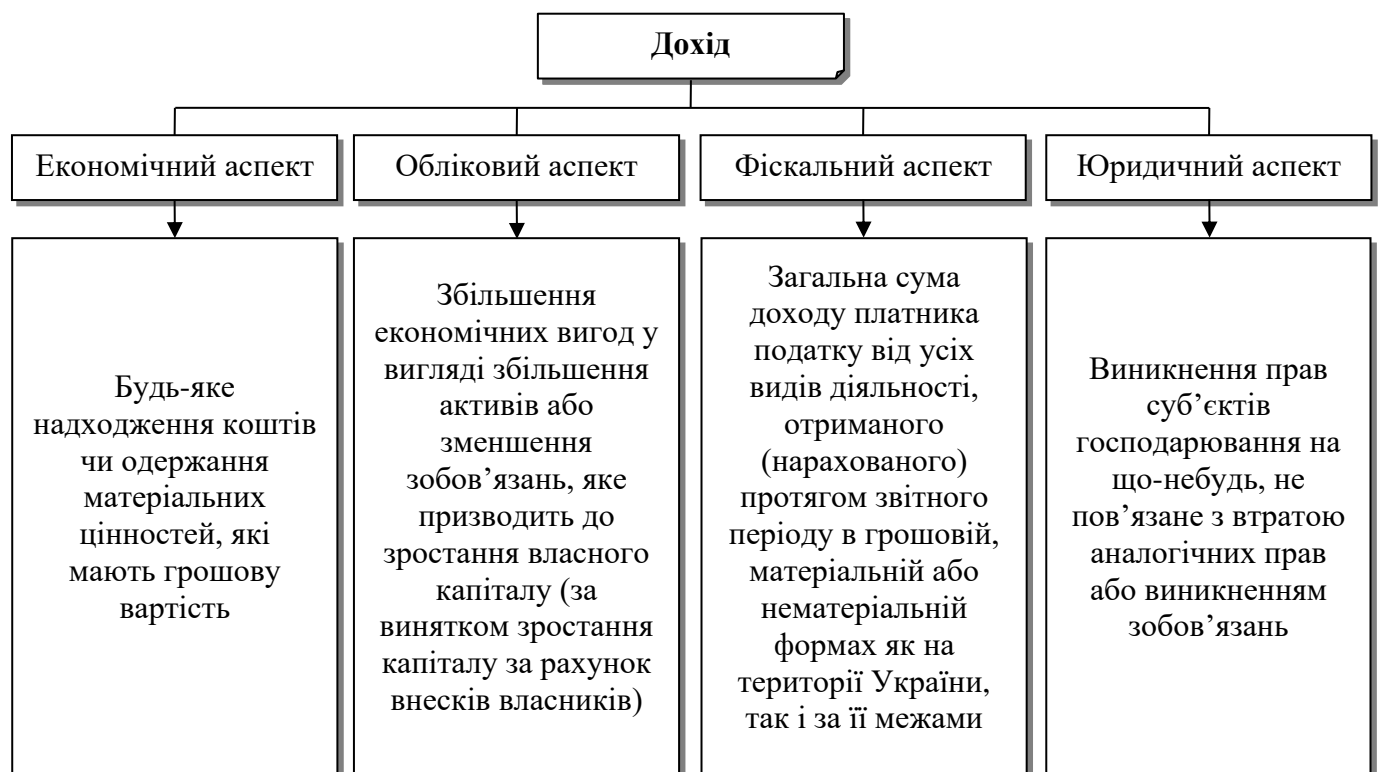 Дохід
Економічний аспект
Обліковий аспект
Фіскальний аспект
Юридичний аспект
Будь-яке
надходження коштів
чи одержання
матеріальних
цінностей, які
мають грошову
вартість
Збільшення
економічних вигод у
вигляді збільшення
активів або
зменшення
зобов’язань, яке
призводить до
зростання власного
капіталу (за
винятком зростання
капіталу за рахунок
внесків власників)
Загальна сума
доходу платника
податку від усіх
видів діяльності,
отриманого
(нарахованого)
протягом звітного
періоду в грошовій,
матеріальній або
нематеріальній
формах як на
території України,
так і за її межами
Виникнення прав
суб’єктів
господарювання на
що-небудь, не
пов’язане з втратою
аналогічних прав
або виникненням
зобов’язань